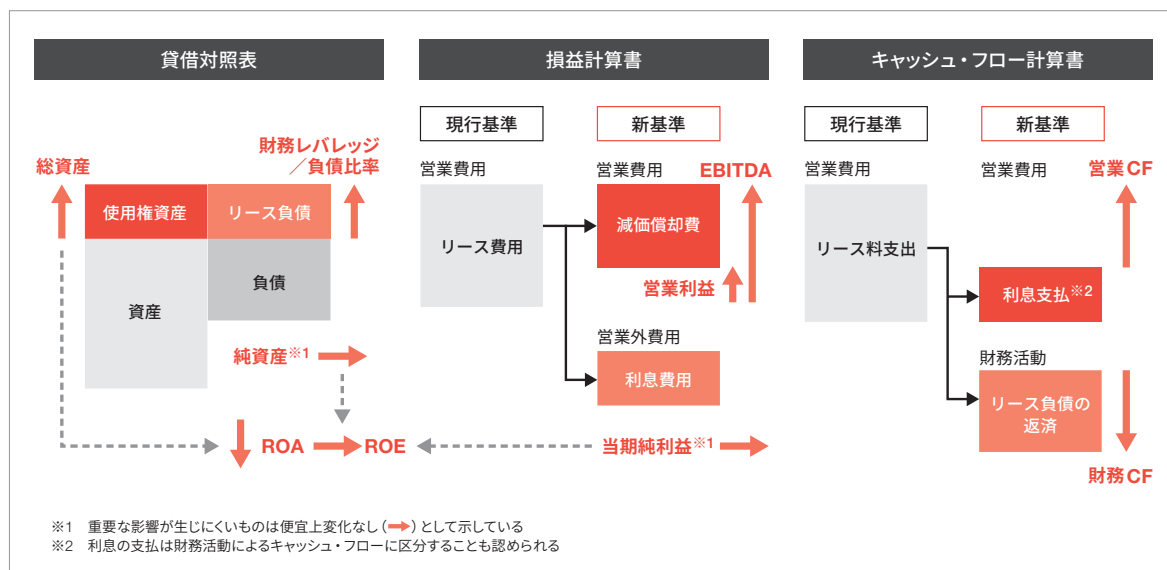 貸借対照表
総資産
財務レバレッジ
／負債比率
使用権資産
リース負債
資産
負債
純資産※1
ROA
ROE
損益計算書
現行基準
新基準
営業費用
営業費用
EBITDA
リース費用
減価償却費
営業利益
営業外費用
利息費用
当期純利益※1
キャッシュ・フロー計算書
現行基準
新基準
営業費用
営業費用
営業CF
リース料支出
利息支払※2
財務活動
リース負債の
返済
財務CF
※1 重要な影響が生じにくいものは便宜上変化なし（➡）として示している
※2 利息の支払は財務活動によるキャッシュ・フローに区分することも認められる